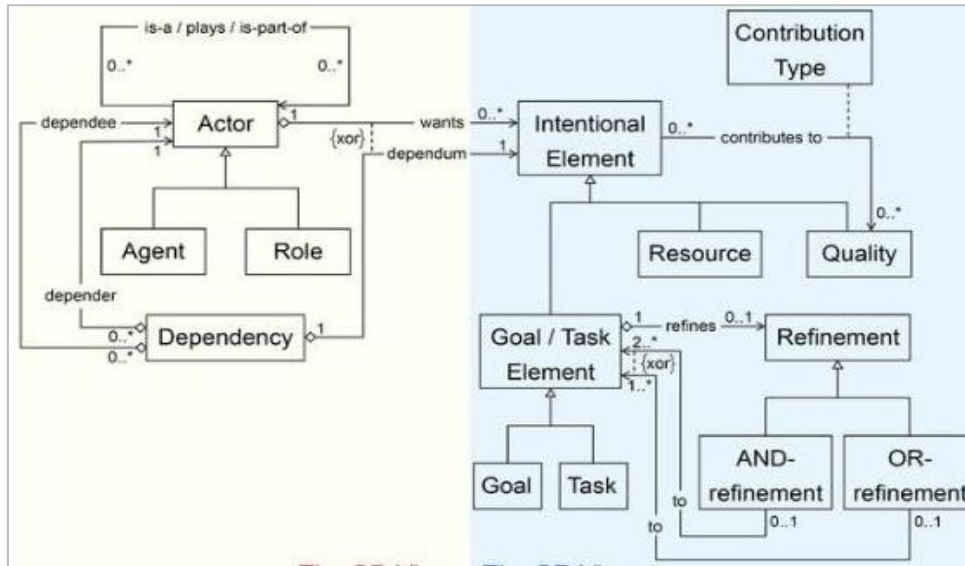 is-a / plays / is-part-of
0..*
0..*
Actor
1
wants
0..*
{xor}
dependum
1
dependee
1
1
Agent
Role
depender
0..*
0..*
Dependency
1
Contribution
Type
Intentional
Element
0..*
contributes to
0..*
Resource
Quality
Goal / Task
Element
1
refines
0..1
Refinement
2..*
{xor}
1..*
Goal
Task
AND-
refinement
OR-
refinement
to
0..1
to
0..1